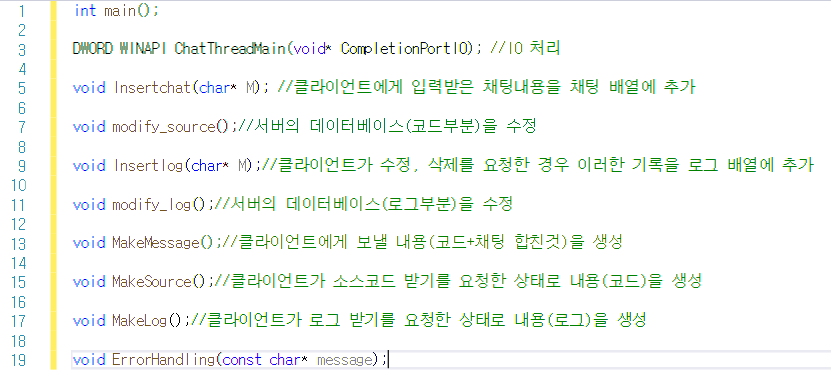 1 int main();
2
3 DWORD WINAPI ChatThreadMain(void* CompletionPortIO); //IO 처리
4
5 void Insertchat(char* M); //클라이언트에게 입력받은 채팅내용을 채팅 배열에 추가
6
7 void modify_source();//서버의 데이터베이스(코드부분)을 수정
8
9 void Insertlog(char* M);//클라이언트가 수정, 삭제를 요청한 경우 이러한 기록을 로그 배열에 추가
10
11 void modify_log();//서버의 데이터베이스(로그부분)을 수정
12
13 void MakeMessage();//클라이언트에게 보낼 내용(코드+채팅 합친것)을 생성
14
15 void MakeSource();//클라이언트가 소스코드 받기를 요청한 상태로 내용(코드)을 생성
16
17 void MakeLog();//클라이언트가 로그 받기를 요청한 상태로 내용(로그)을 생성
18
19 void ErrorHandling(const char* message);